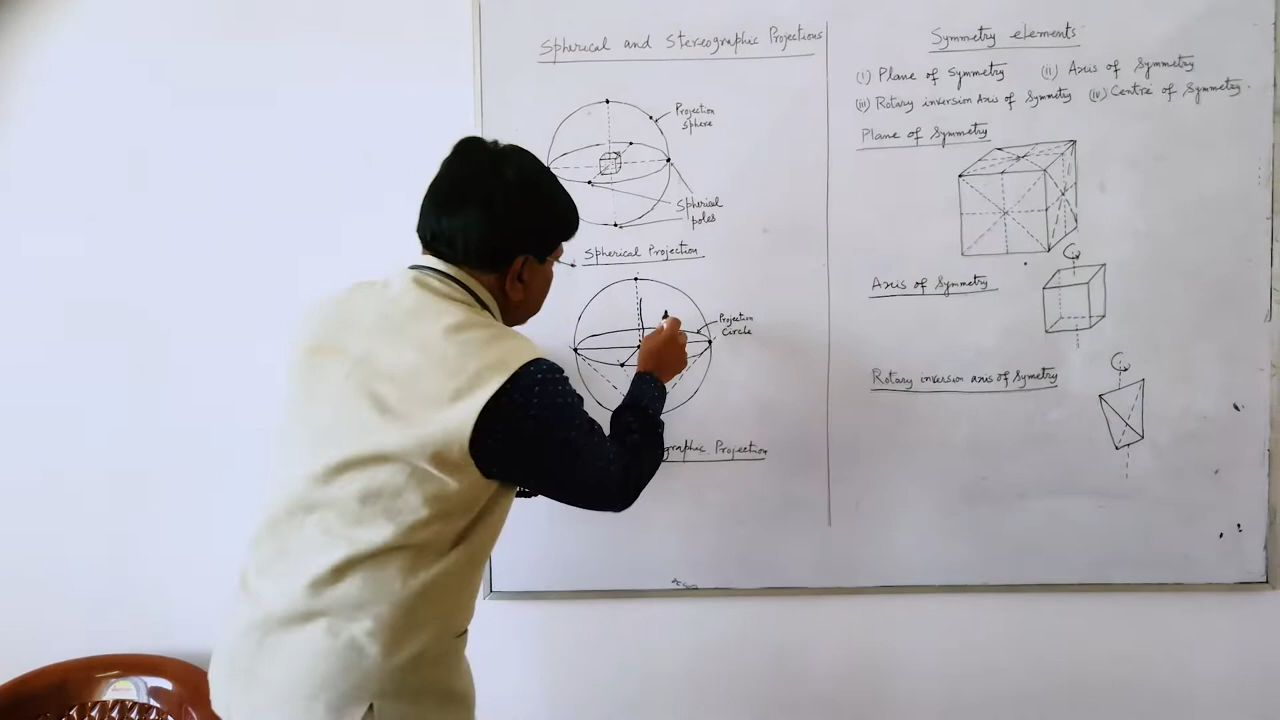 Spherical and Stereographic Projections
Projection
sphere
Spherical
poles
Spherical Projection
Projection
Circle
graphic Projection
Symmetry elements
(i) Plane of Symmetry (ii) Axis of Symmetry
(iii) Rotary inversion Axis of Symmetry (iv) Centre of Symmetry.
Plane of Symmetry
Axis of Symmetry
Rotary inversion axis of Symetry